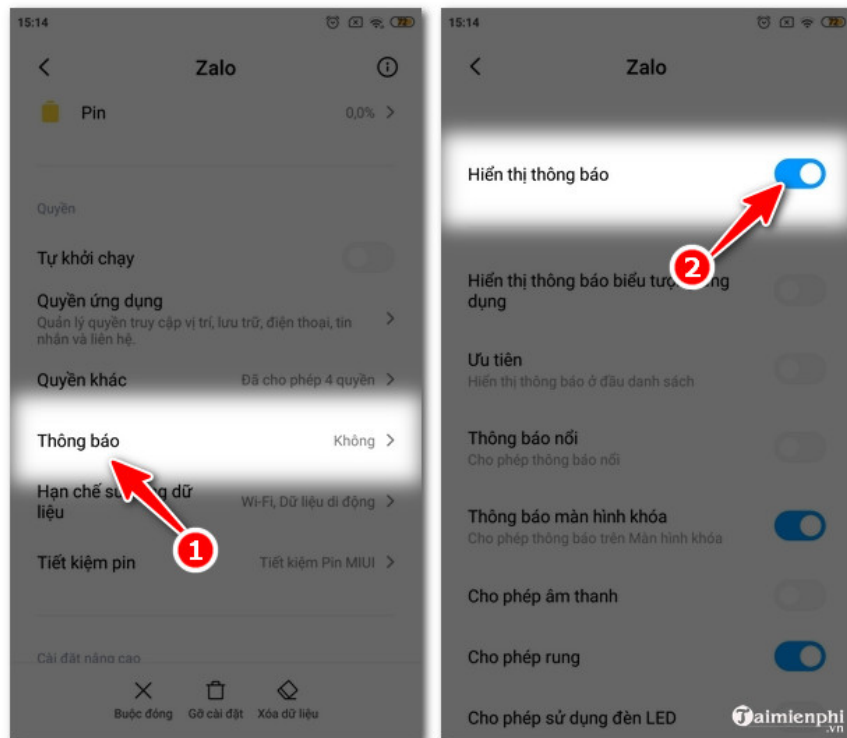 15:14
72
Zalo
Pin
0,0%
Quyền
Tự khởi chạy
Quyền ứng dụng
Quản lý quyền truy cập vị trí, lưu trữ, điện thoại, tin
nhắn và liên hệ.
Quyền khác
Đã cho phép 4 quyền
Thông báo
Không
Hạn chế sử dụng dữ
liệu
Wi-Fi, Dữ liệu di động
1
Tiết kiệm pin
Tiết kiệm Pin MIUI
Cài đặt nâng cao
Buộc đóng
Gỡ cài đặt
Xóa dữ liệu
15:14
72
Zalo
Hiển thị thông báo
2
Hiển thị thông báo biểu tượng ứng
dụng
Ưu tiên
Hiển thị thông báo ở đầu danh sách
Thông báo nổi
Cho phép thông báo nổi
Thông báo màn hình khóa
Cho phép thông báo trên Màn hình khóa
Cho phép âm thanh
Cho phép rung
Cho phép sử dụng đèn LED
Taimienphi
.vn